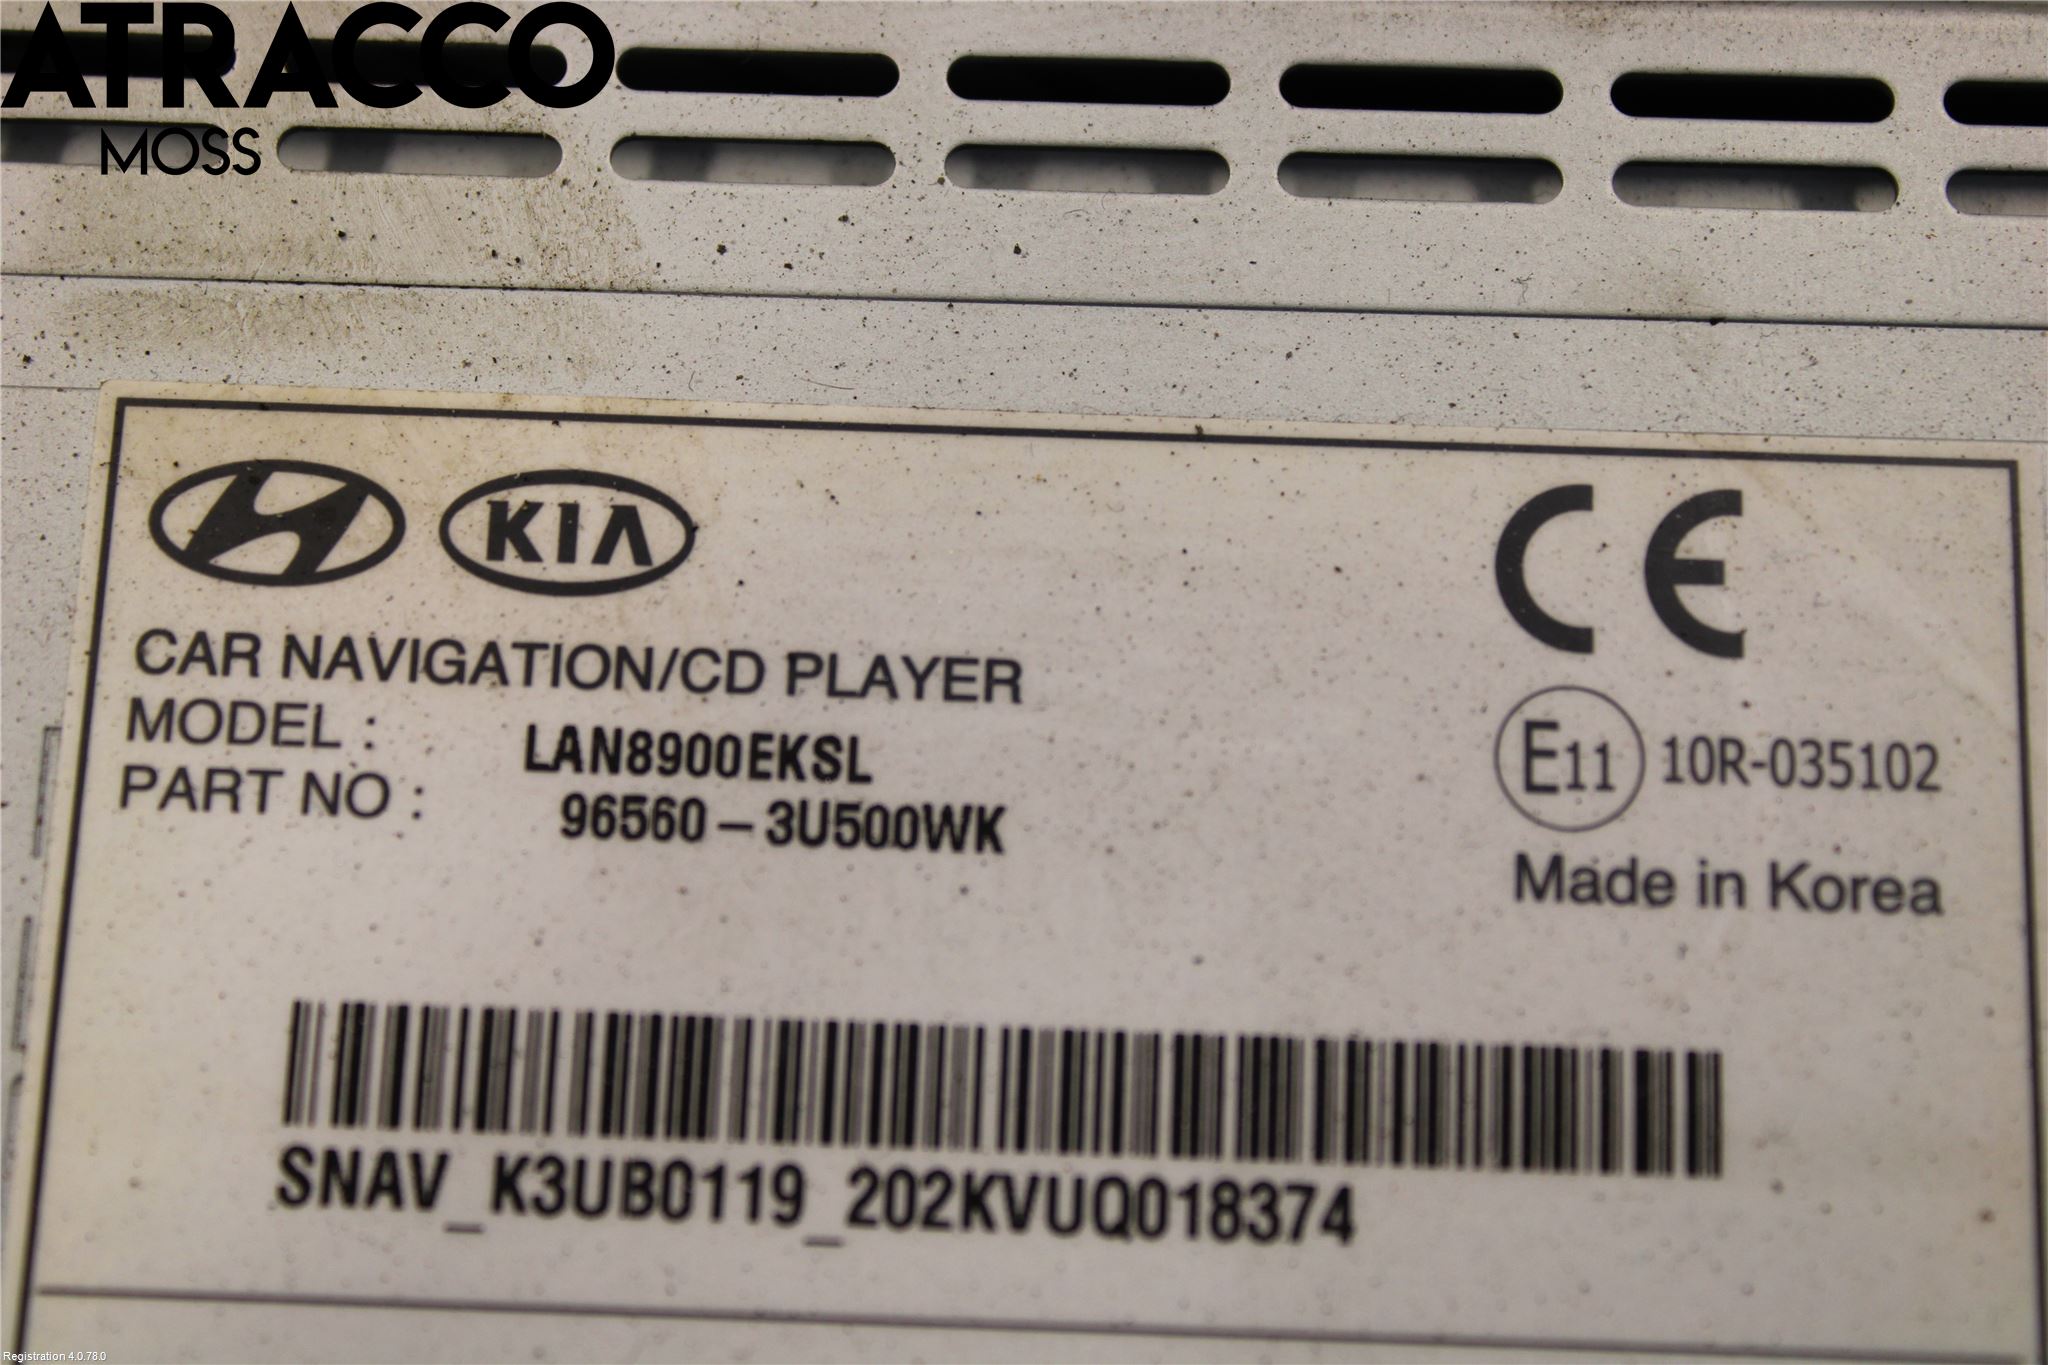 ATRACCO
MOSS
KIA
CE
CAR NAVIGATION/CD PLAYER
MODEL : LAN8900EKSL
PART NO : 96560-3U500WK
E11 10R-035102
Made in Korea
SNAV_K3UB0119_202KVUQ018374
Registration 4.0.78.0